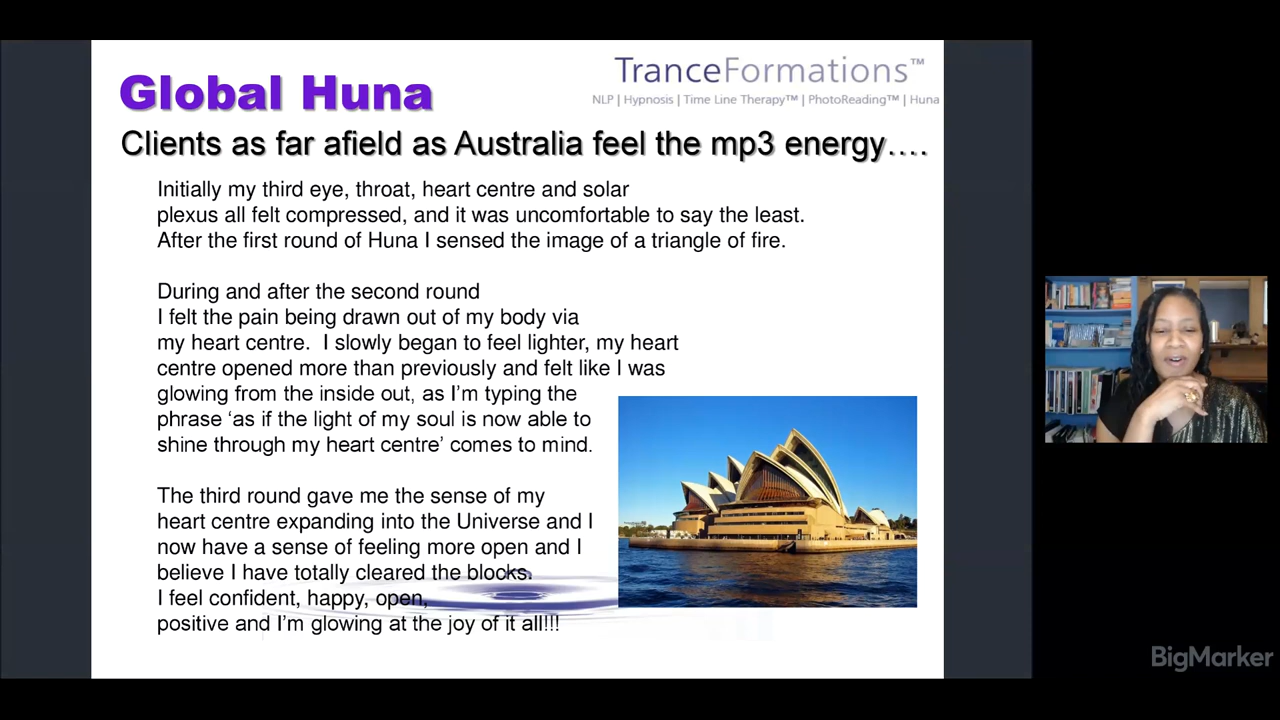 Global Huna
TranceFormations™
NLP | Hypnosis | Time Line Therapy™ | PhotoReading™ | Huna
Clients as far afield as Australia feel the mp3 energy….
Initially my third eye, throat, heart centre and solar
plexus all felt compressed, and it was uncomfortable to say the least.
After the first round of Huna I sensed the image of a triangle of fire.
During and after the second round
I felt the pain being drawn out of my body via
my heart centre.  I slowly began to feel lighter, my heart
centre opened more than previously and felt like I was
glowing from the inside out, as I’m typing the
phrase ‘as if the light of my soul is now able to
shine through my heart centre’ comes to mind.
The third round gave me the sense of my
heart centre expanding into the Universe and I
now have a sense of feeling more open and I
believe I have totally cleared the blocks.
I feel confident, happy, open,
positive and I’m glowing at the joy of it all!!!
BigMarker